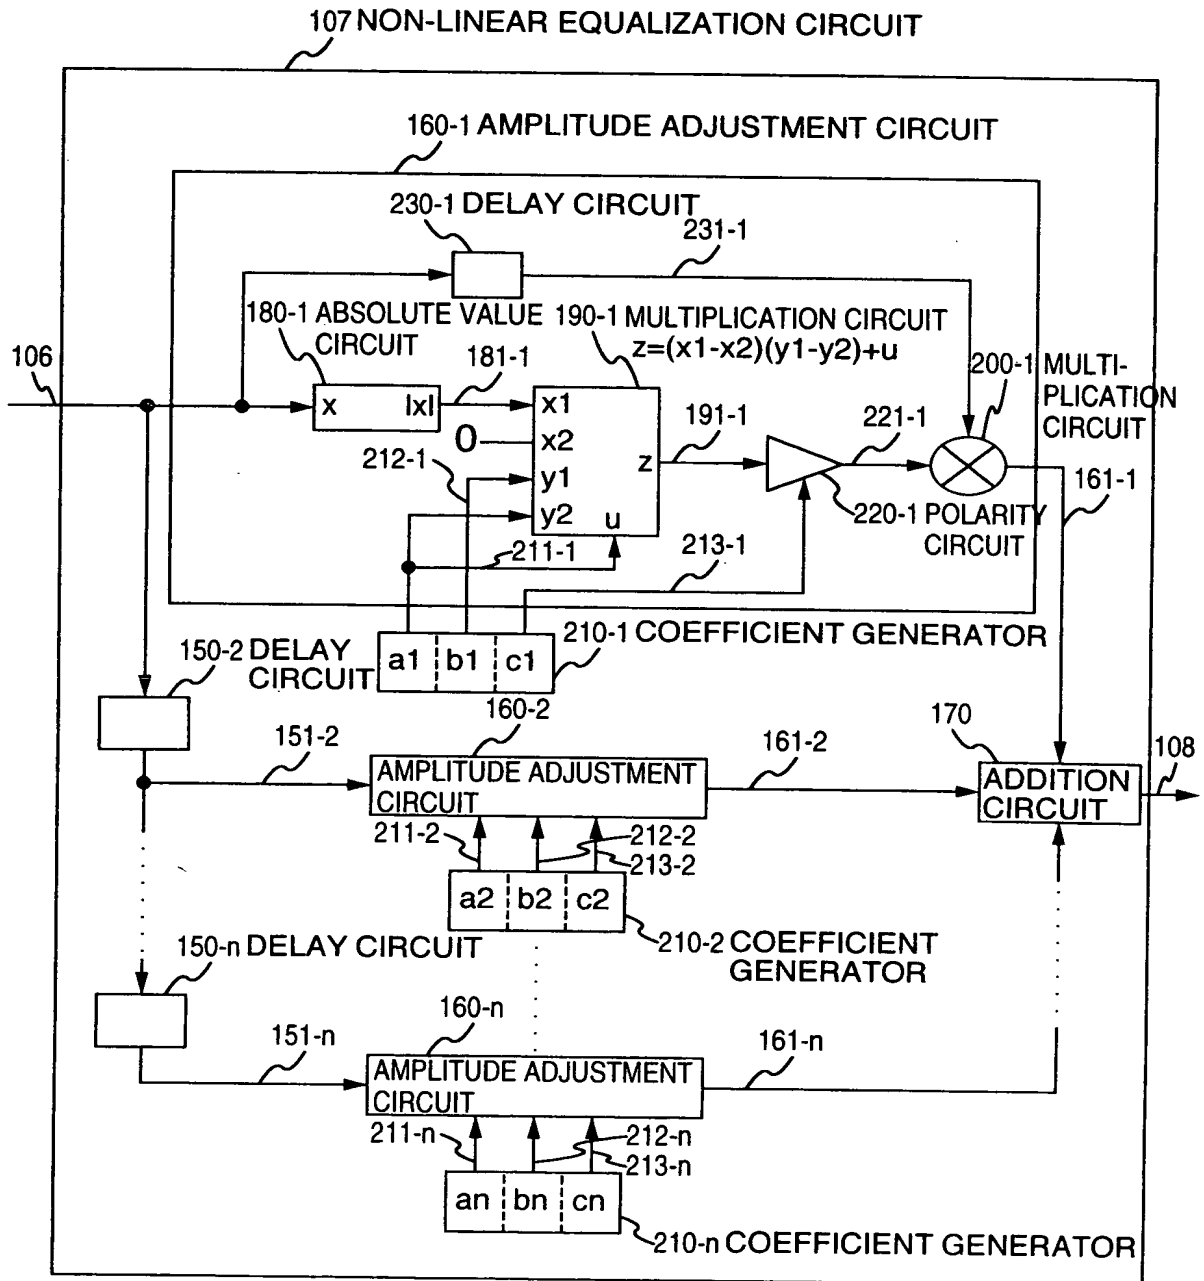 107 NON-LINEAR EQUALIZATION CIRCUIT
160-1 AMPLITUDE ADJUSTMENT CIRCUIT
230-1 DELAY CIRCUIT
231-1
180-1 ABSOLUTE VALUE
CIRCUIT
190-1 MULTIPLICATION CIRCUIT
z=(x1-x2)(y1-y2)+u
106
181-1
200-1 MULTI-
PLICATION
CIRCUIT
x |x|
x1
0
x2
y1
y2
z
u
212-1
191-1
221-1
161-1
220-1 POLARITY
CIRCUIT
211-1
213-1
210-1 COEFFICIENT GENERATOR
a1 b1 c1
150-2 DELAY
CIRCUIT
160-2
151-2
161-2
170
108
AMPLITUDE ADJUSTMENT
CIRCUIT
ADDITION
CIRCUIT
211-2
212-2
213-2
a2 b2 c2
210-2 COEFFICIENT
GENERATOR
150-n DELAY CIRCUIT
160-n
151-n
161-n
AMPLITUDE ADJUSTMENT
CIRCUIT
211-n
212-n
213-n
an bn cn
210-n COEFFICIENT GENERATOR